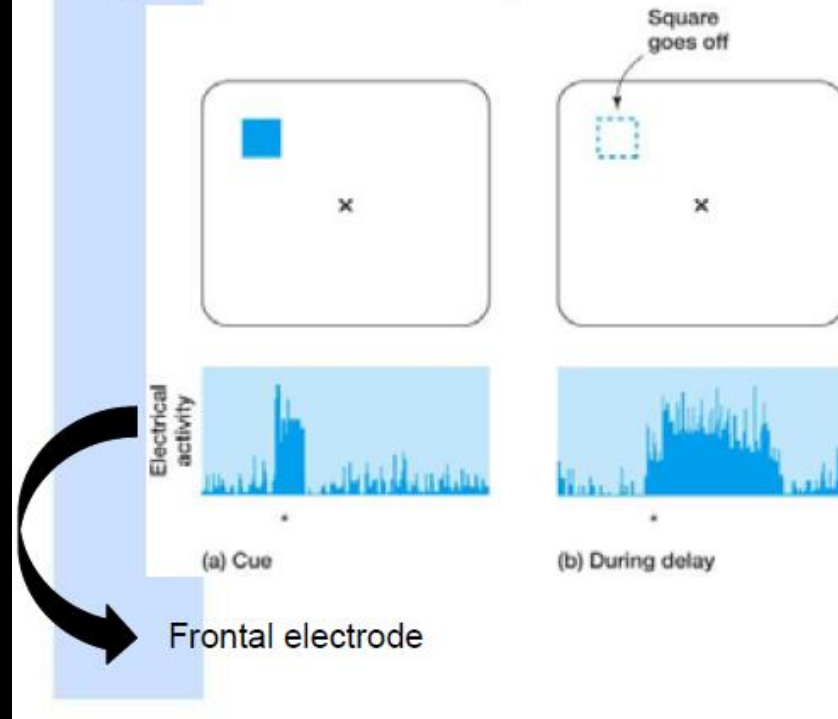 Square
goes off
×
×
Electrical
activity
*
*
(a) Cue
(b) During delay
Frontal electrode